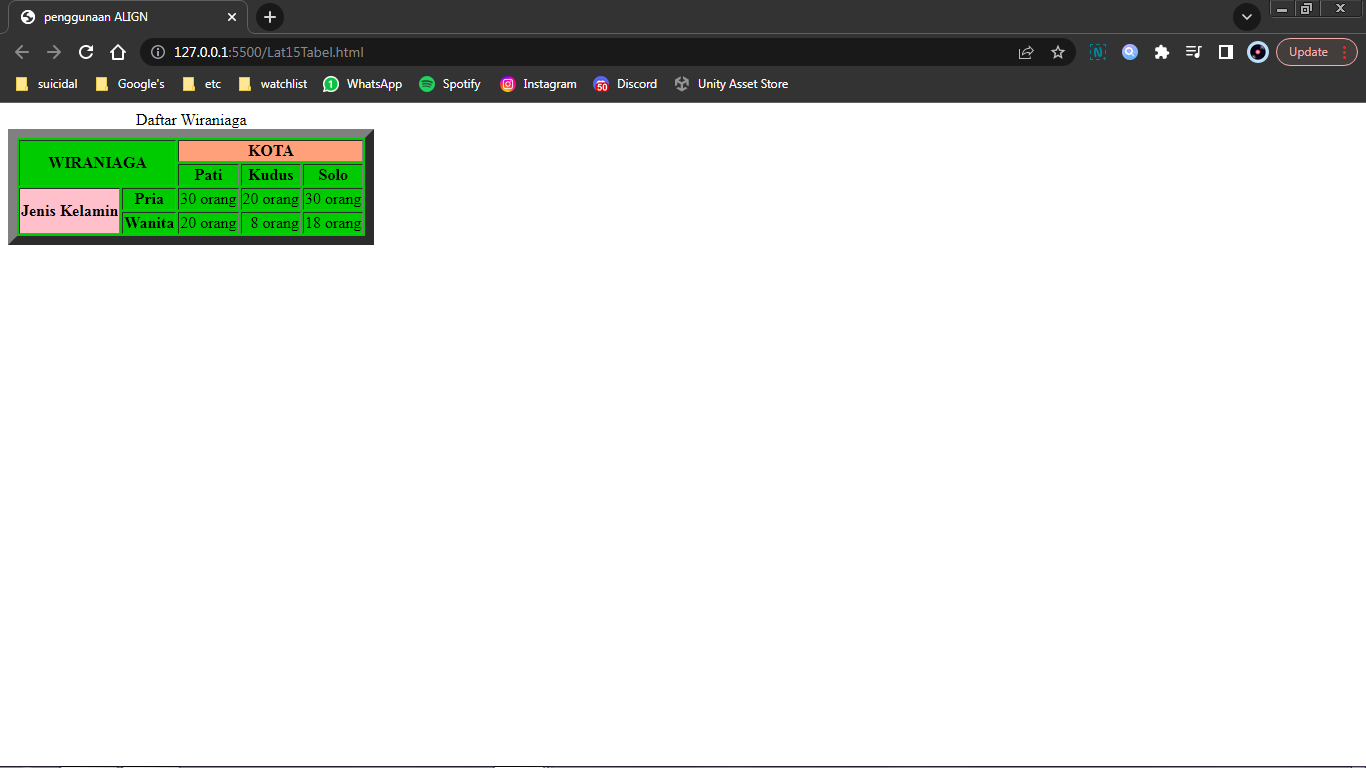 penggunaan ALIGN
127.0.0.1:5500/Lat15Tabel.html
Update
suicidal Google's etc watchlist 1 WhatsApp Spotify Instagram 50 Discord Unity Asset Store
Daftar Wiraniaga
WIRANIAGA KOTA
Pati Kudus Solo
Jenis Kelamin Pria 30 orang 20 orang 30 orang
Wanita 20 orang 8 orang 18 orang